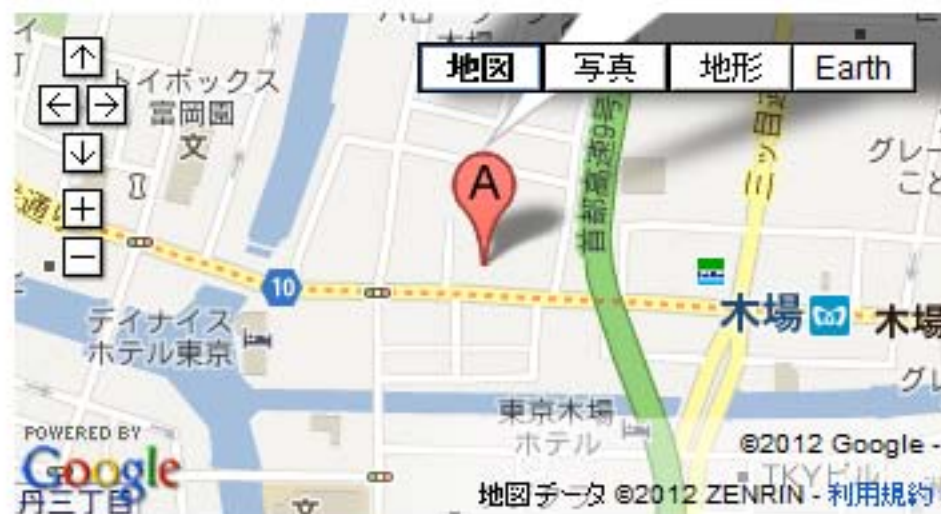 地図 写真 地形 Earth
トイボックス
富岡園
文
A
首都高速9号
三ツ目通
グレー
こと
10
木場
木場
デイナイス
ホテル東京
東京木場
ホテル
グレ
POWERED BY
Google
©2012 Google -
TKYビル
丹三丁目
文
地図データ ©2012 ZENRIN - 利用規約